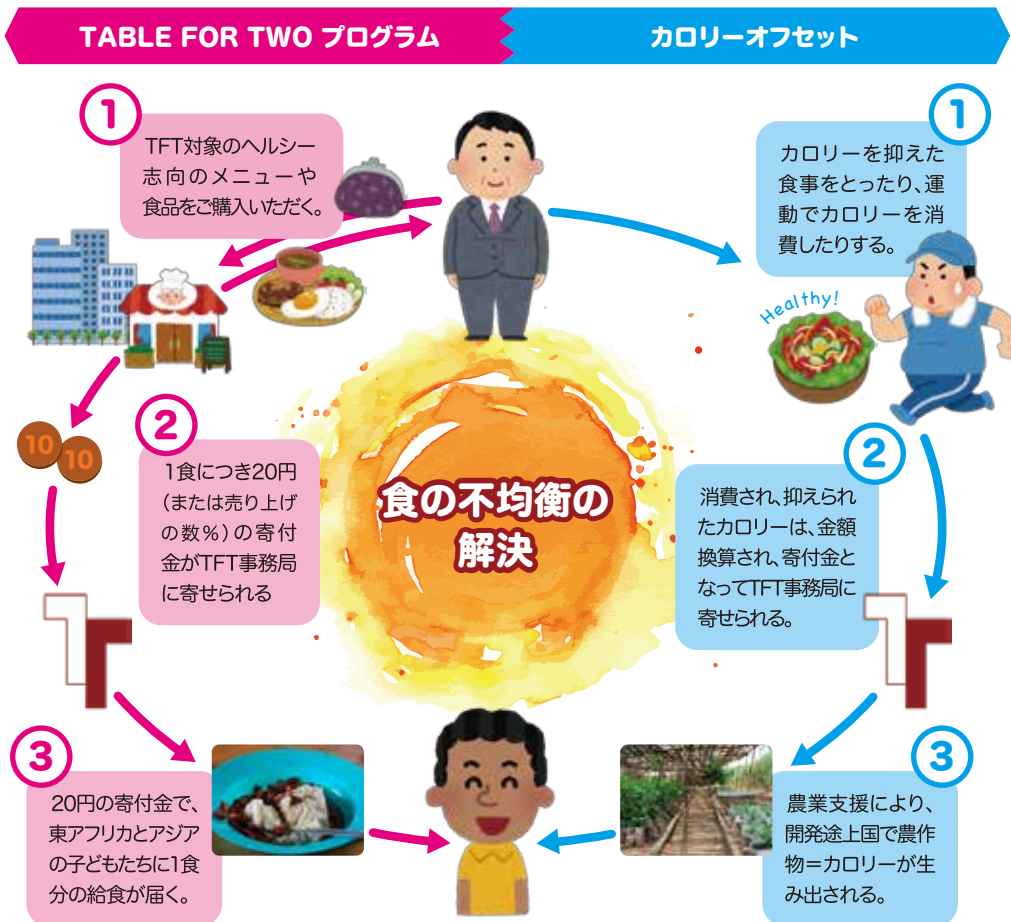 TABLE FOR TWO プログラム
カロリーオフセット
1
TFT対象のヘルシー
志向のメニューや
食品をご購入いただく。
1
カロリーを抑えた
食事をとったり、運
動でカロリーを消
費したりする。
Healthy!
10
10
2
1食につき20円
(または売り上げ
の数%)の寄付
金がTFT事務局
に寄せられる
食の不均衡の
解決
2
消費され、抑えられ
たカロリーは、金額
換算され、寄付金と
なってTFT事務局に
寄せられる。
3
20円の寄付金で、
東アフリカとアジア
の子どもたちに1食
分の給食が届く。
3
農業支援により、
開発途上国で農作
物=カロリーが生
み出される。